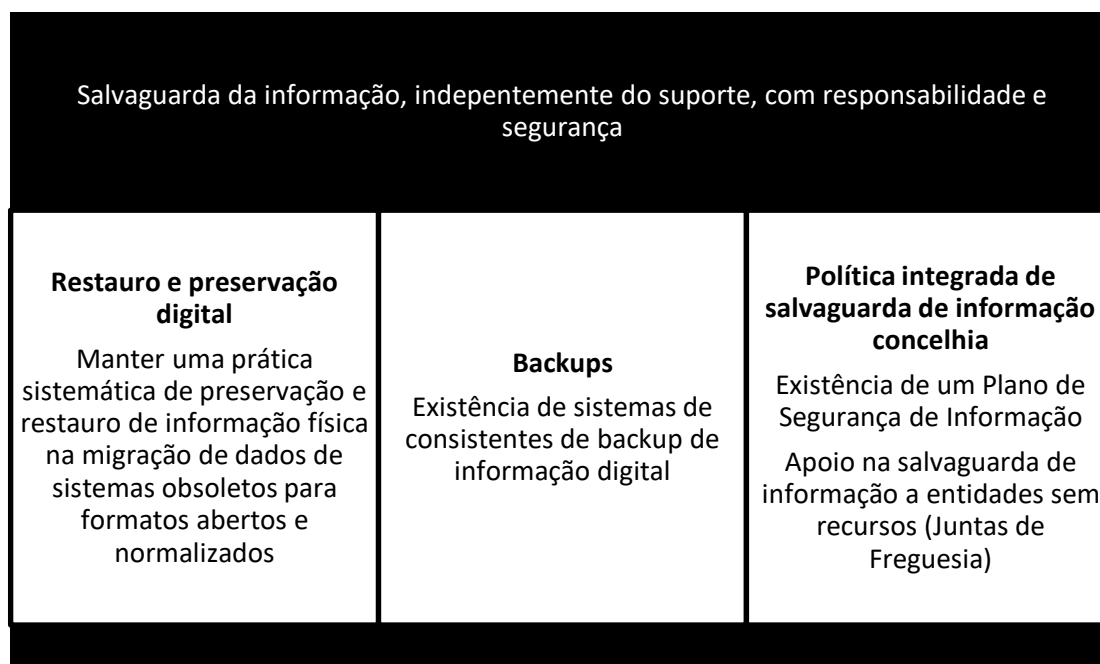 Salvaguarda da informação, indepentemente do suporte, com responsabilidade e
segurança
Restauro e preservação
digital
Manter uma prática
sistemática de preservação e
restauro de informação física
na migração de dados de
sistemas obsoletos para
formatos abertos e
normalizados
Backups
Existência de sistemas de
consistentes de backup de
informação digital
Política integrada de
salvaguarda de informação
concelhia
Existência de um Plano de
Segurança de Informação
Apoio na salvaguarda de
informação a entidades sem
recursos (Juntas de
Freguesia)